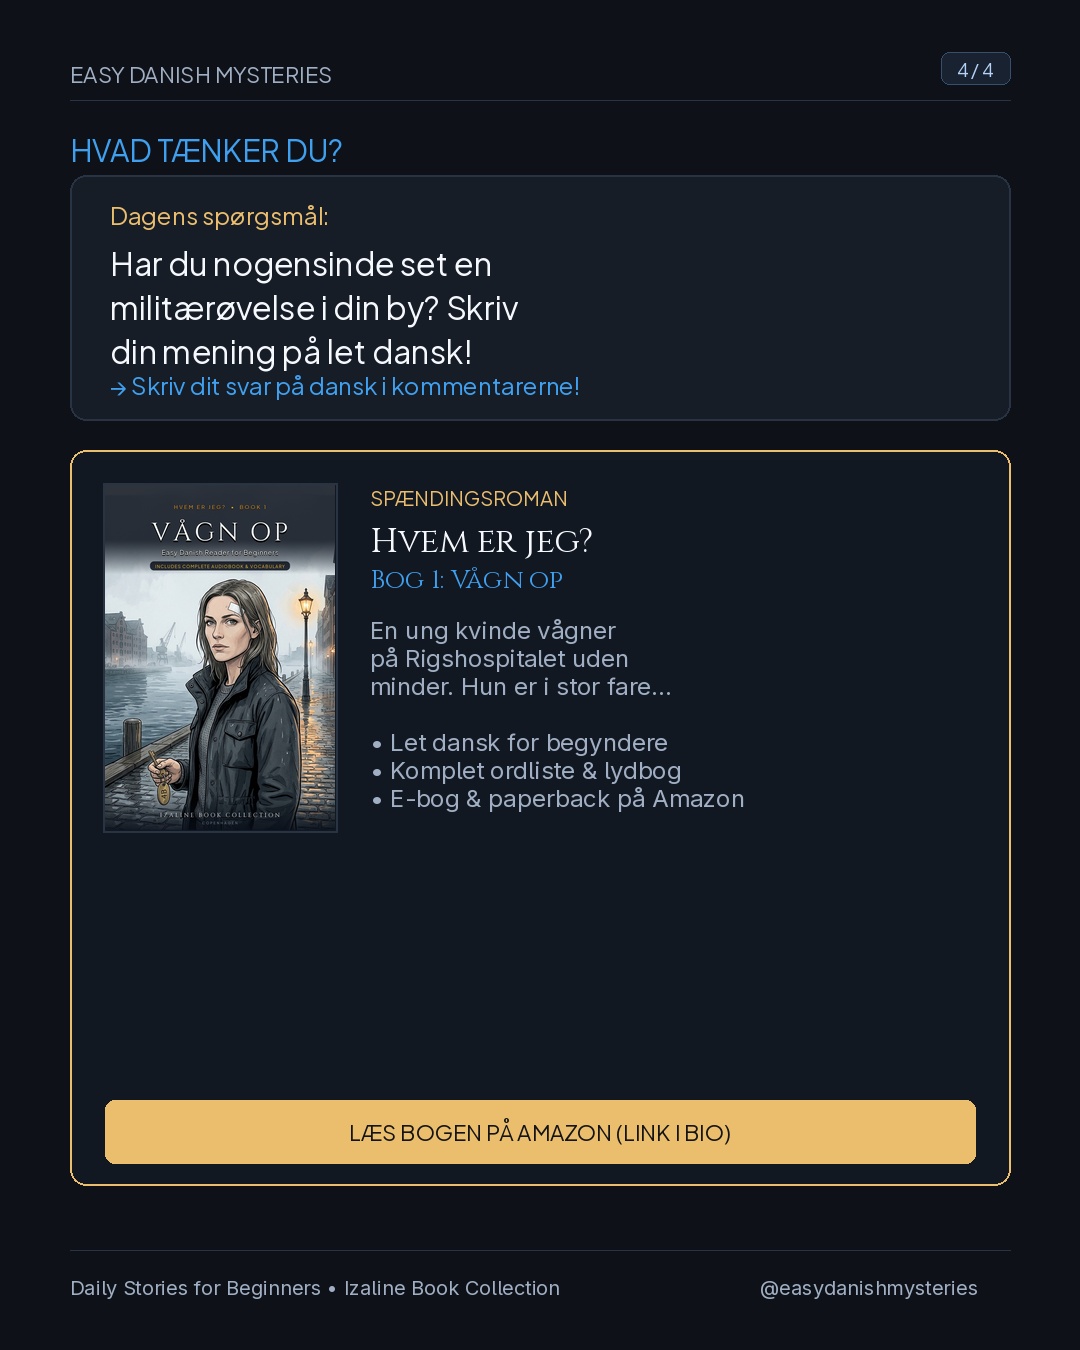 EASY DANISH MYSTERIES
4/4
HVAD TÆNKER DU?
Dagens spørgsmål:
Har du nogensinde set en
militærøvelse i din by? Skriv
din mening på let dansk!
→ Skriv dit svar på dansk i kommentarerne!
HVEM ER JEG? • BOOK 1
VÅGN OP
Easy Danish Reader for Beginners
INCLUDES COMPLETE AUDIOBOOK & VOCABULARY
IZALINE BOOK COLLECTION
COPENHAGEN
SPÆNDINGSROMAN
HVEM ER JEG?
BOG 1: VÅGN OP
En ung kvinde vågner
på Rigshospitalet uden
minder. Hun er i stor fare...
• Let dansk for begyndere
• Komplet ordliste & lydbog
• E-bog & paperback på Amazon
LÆS BOGEN PÅ AMAZON (LINK I BIO)
Daily Stories for Beginners • Izaline Book Collection
@easydanishmysteries